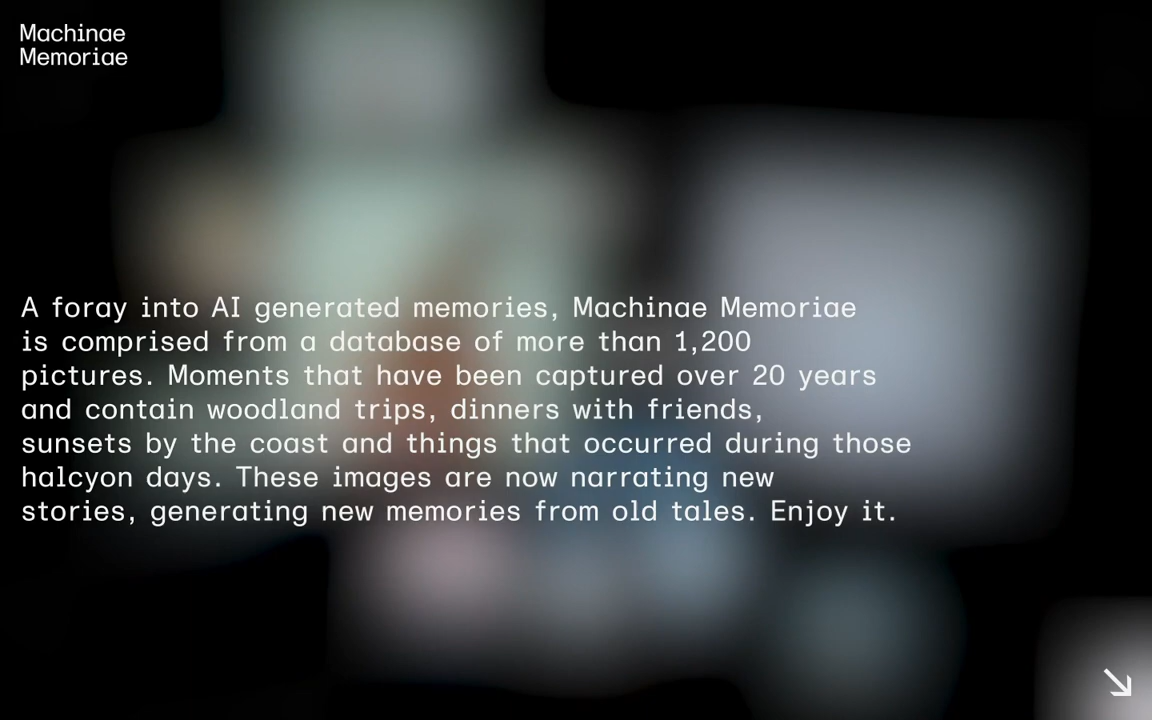 Machinae
Memoriae
A foray into AI generated memories, Machinae Memoriae
is comprised from a database of more than 1,200
pictures. Moments that have been captured over 20 years
and contain woodland trips, dinners with friends,
sunsets by the coast and things that occurred during those
halcyon days. These images are now narrating new
stories, generating new memories from old tales. Enjoy it.